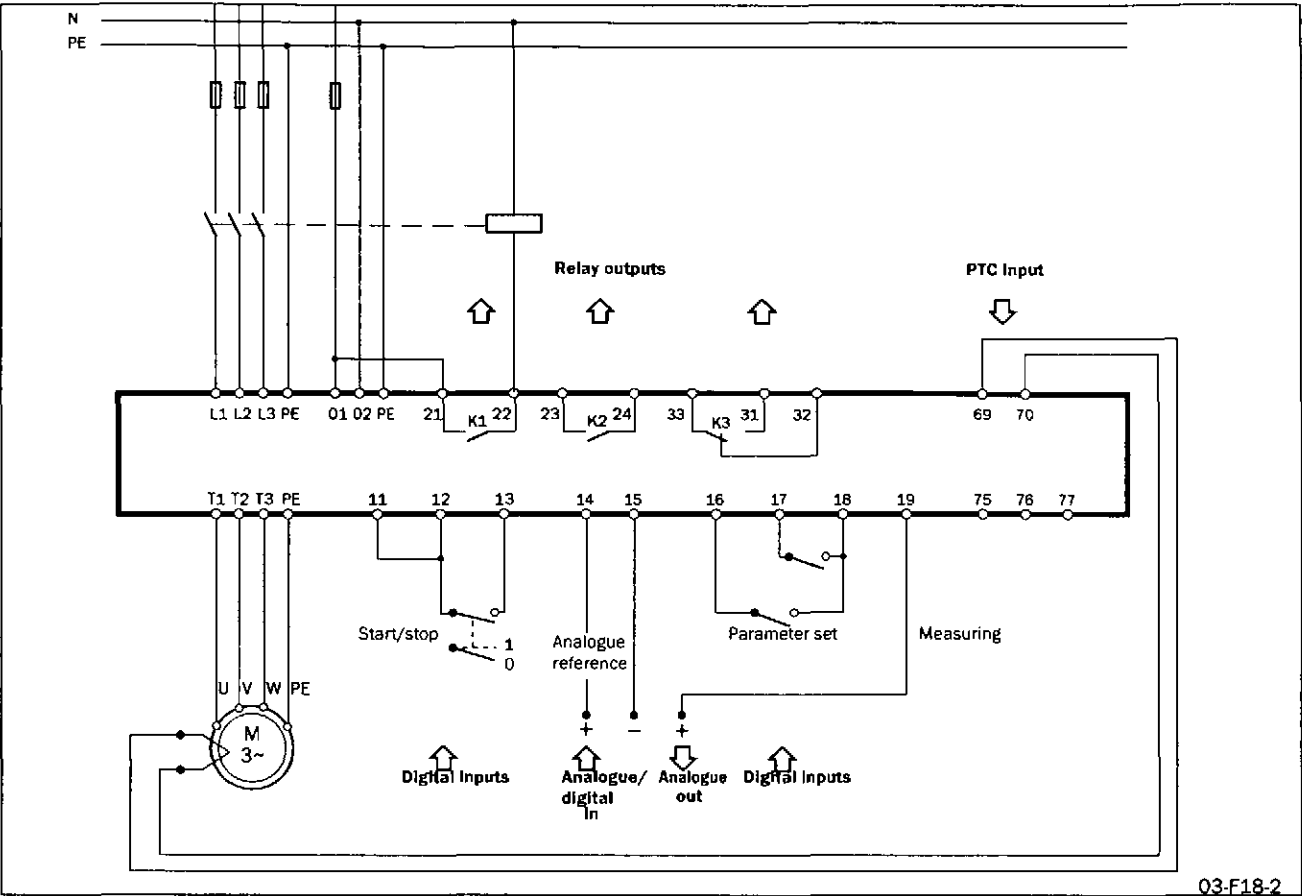 N
PE
Relay outputs
PTC Input
L1 L2 L3 PE 01 02 PE 21 K1 22 23 K2 24 33 K3 31 32 69 70
T1 T2 T3 PE 11 12 13 14 15 16 17 18 19 75 76 77
Start/stop
1
0
Analogue
reference
Parameter set
Measuring
U V W PE
M
3~
+ − +
Digital Inputs
Analogue/
digital
in
Analogue
out
Digital Inputs
03-F18-2